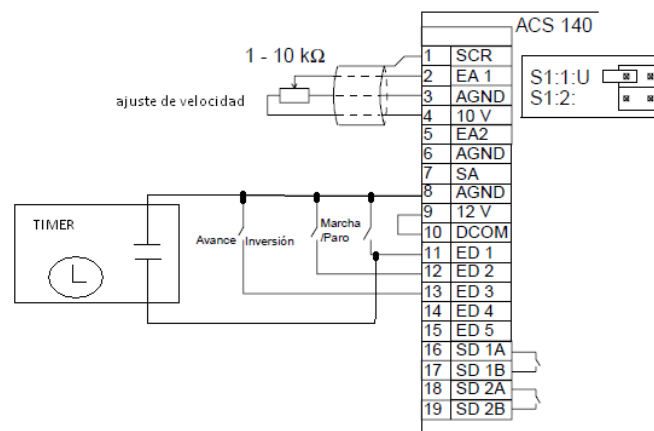 ACS 140
1 - 10 kΩ
ajuste de velocidad
1 SCR
2 EA 1
3 AGND
4 10 V
5 EA2
6 AGND
7 SA
8 AGND
9 12 V
10 DCOM
11 ED 1
12 ED 2
13 ED 3
14 ED 4
15 ED 5
16 SD 1A
17 SD 1B
18 SD 2A
19 SD 2B
S1:1:U
S1:2:
TIMER
Avance Inversión
Marcha
/Paro